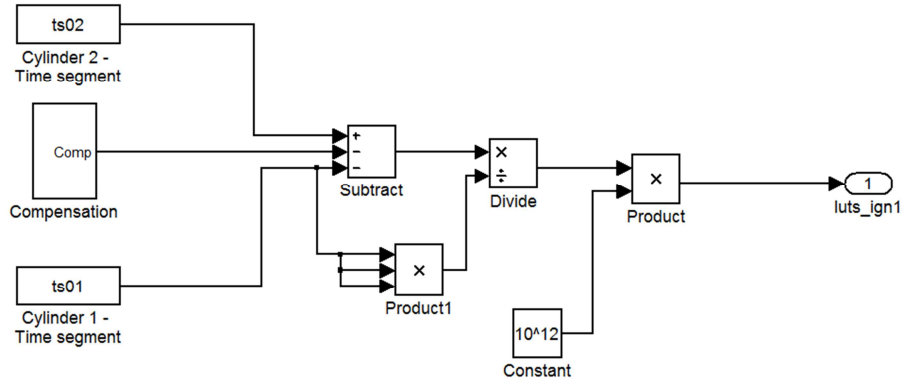 ts02
Cylinder 2 -
Time segment
Comp
Compensation
+
−
−
Subtract
×
÷
Divide
×
Product
1
luts_ign1
ts01
Cylinder 1 -
Time segment
×
Product1
10^12
Constant